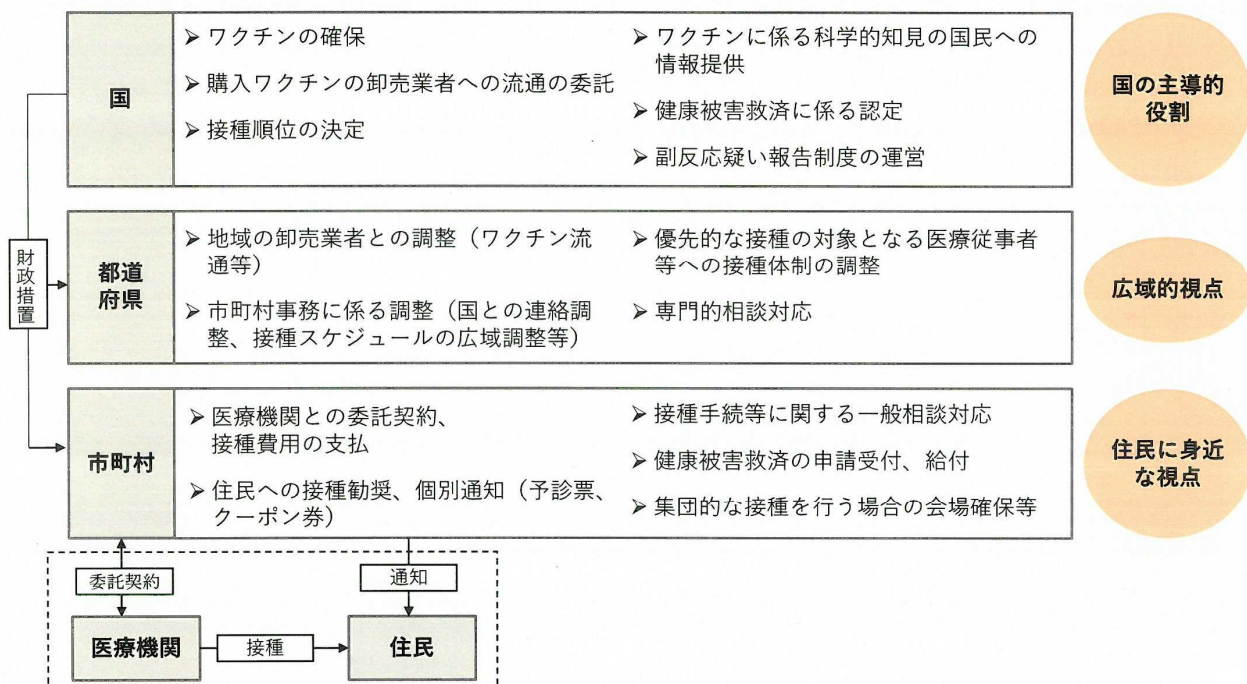 国
➤ ワクチンの確保
➤ 購入ワクチンの卸売業者への流通の委託
➤ 接種順位の決定
➤ ワクチンに係る科学的知見の国民への
情報提供
➤ 健康被害救済に係る認定
➤ 副反応疑い報告制度の運営
国の主導的
役割
財政措置
都道
府県
➤ 地域の卸売業者との調整（ワクチン流
通等）
➤ 市町村事務に係る調整（国との連絡調
整、接種スケジュールの広域調整等）
➤ 優先的な接種の対象となる医療従事者
等への接種体制の調整
➤ 専門的相談対応
広域的視点
市町村
➤ 医療機関との委託契約、
接種費用の支払
➤ 住民への接種勧奨、個別通知（予診票、
クーポン券）
➤ 接種手続等に関する一般相談対応
➤ 健康被害救済の申請受付、給付
➤ 集団的な接種を行う場合の会場確保等
住民に身近
な視点
委託契約
通知
医療機関
接種
住民